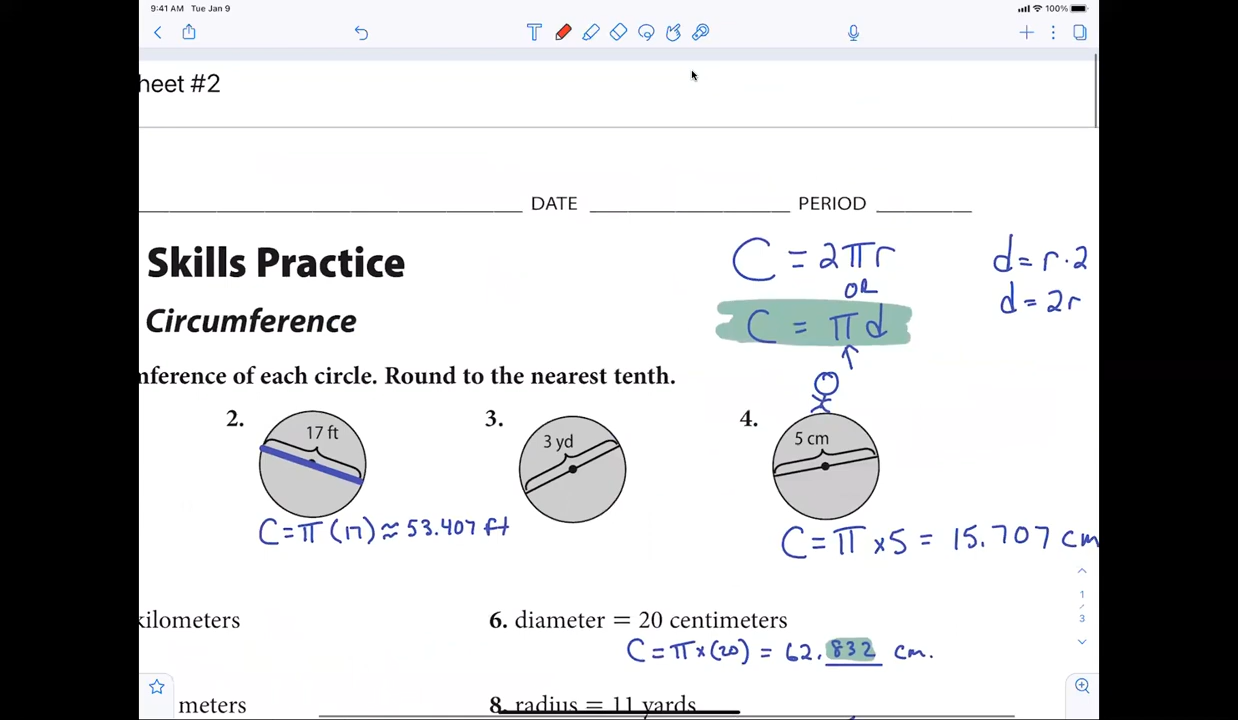 9:41 AM Tue Jan 9
100%
heet #2
DATE PERIOD
Skills Practice
Circumference
C = 2πr
OR
C = πd
d = r · 2
d = 2r
mference of each circle. Round to the nearest tenth.
2. 17 ft
C = π (17) ≈ 53.407 ft
3. 3 yd
4. 5 cm
C = π × 5 = 15.707 cm
kilometers
6. diameter = 20 centimeters
C = π × (20) = 62.832 cm.
meters
8. radius = 11 yards
1
/
3